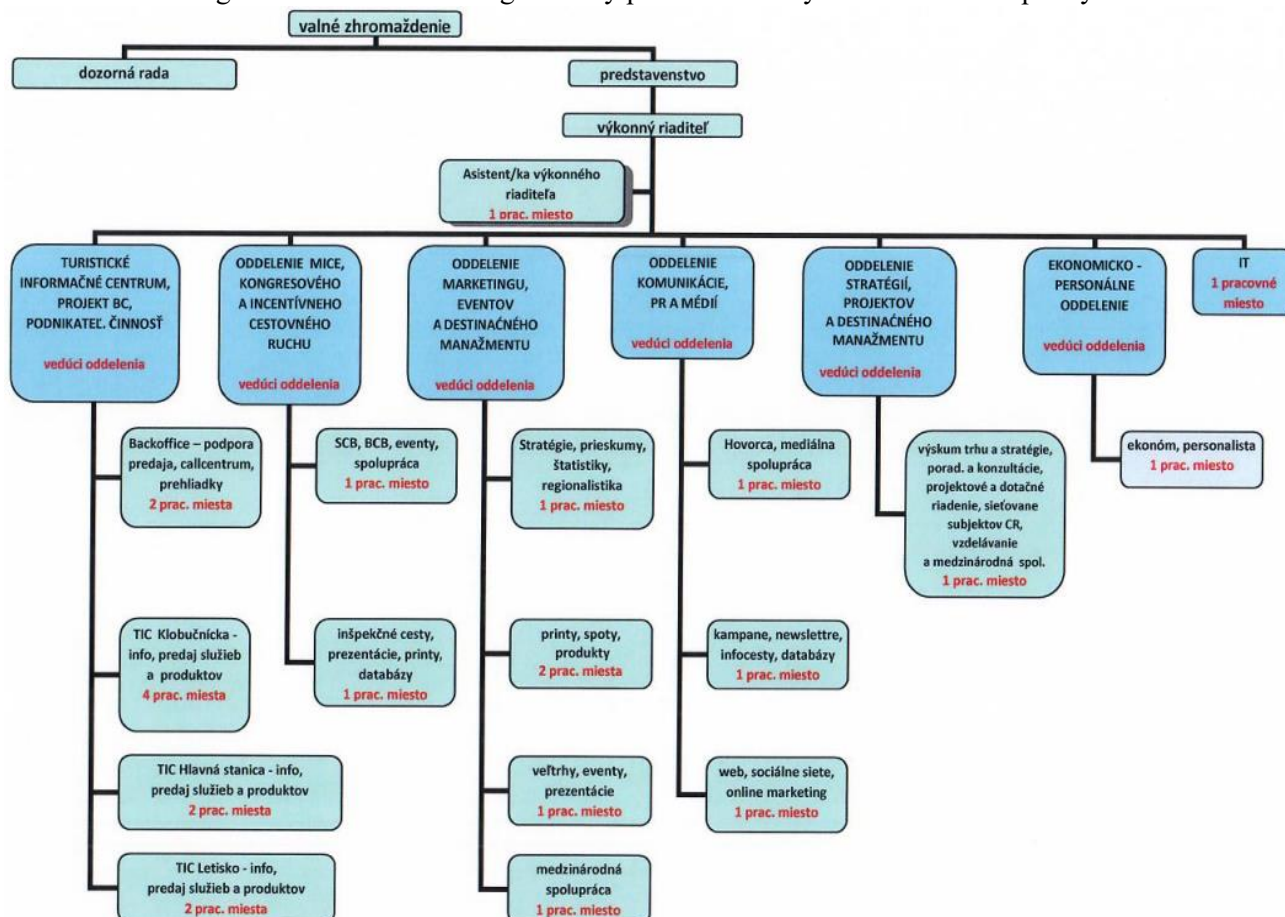 valné zhromaždenie
dozorná rada
predstavenstvo
výkonný riaditeľ
Asistent/ka výkonného
riaditeľa
1 prac. miesto
TURISTICKÉ
INFORMAČNÉ CENTRUM,
PROJEKT BC,
PODNIKATEĽ. ČINNOSŤ
vedúci oddelenia
Backoffice – podpora
predaja, callcentrum,
prehliadky
2 prac. miesta
TIC Klobučnícka -
info, predaj služieb
a produktov
4 prac. miesta
TIC Hlavná stanica - info,
predaj služieb a produktov
2 prac. miesta
TIC Letisko - info,
predaj služieb a produktov
2 prac. miesta
ODDELENIE MICE,
KONGRESOVÉHO
A INCENTÍVNEHO
CESTOVNÉHO
RUCHU
vedúci oddelenia
SCB, BCB, eventy,
spolupráca
1 prac. miesto
inšpekčné cesty,
prezentácie, printy,
databázy
1 prac. miesto
ODDELENIE
MARKETINGU,
EVENTOV
A DESTINAĆNÉHO
MANAŽMENTU
vedúci oddelenia
Stratégie, prieskumy,
štatistiky,
regionalistika
1 prac. miesto
printy, spoty,
produkty
2 prac. miesta
veľtrhy, eventy,
prezentácie
1 prac. miesto
medzinárodná
spolupráca
1 prac. miesto
ODDELENIE
KOMUNIKÁCIE,
PR A MÉDIÍ
vedúci oddelenia
Hovorca, mediálna
spolupráca
1 prac. miesto
kampane, newslettre,
infocesty, databázy
1 prac. miesto
web, sociálne siete,
online marketing
1 prac. miesto
ODDELENIE
STRATÉGIÍ,
PROJEKTOV
A DESTINAĆNÉHO
MANAŽMENTU
vedúci oddelenia
výskum trhu a stratégie,
porad. a konzultácie,
projektové a dotačné
riadenie, sieťovane
subjektov CR,
vzdelávanie
a medzinárodná spol.
1 prac. miesto
EKONOMICKO -
PERSONÁLNE
ODDELENIE
vedúci oddelenia
ekonóm, personalista
1 prac. miesto
IT
1 pracovné
miesto